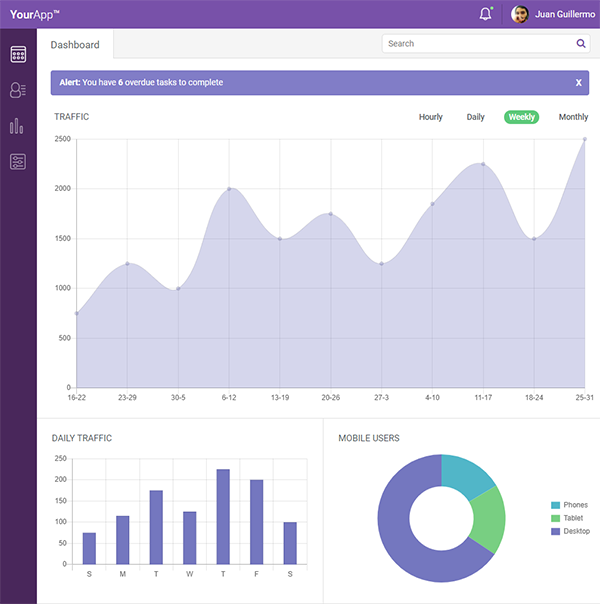 YourApp™
Juan Guillermo
Dashboard
Search
Alert: You have 6 overdue tasks to complete
X
TRAFFIC
Hourly
Daily
Weekly
Monthly
2500
2000
1500
1000
500
0
16-22 23-29 30-5 6-12 13-19 20-26 27-3 4-10 11-17 18-24 25-31
DAILY TRAFFIC
250
200
150
100
50
0
S M T W T F S
MOBILE USERS
Phones
Tablet
Desktop